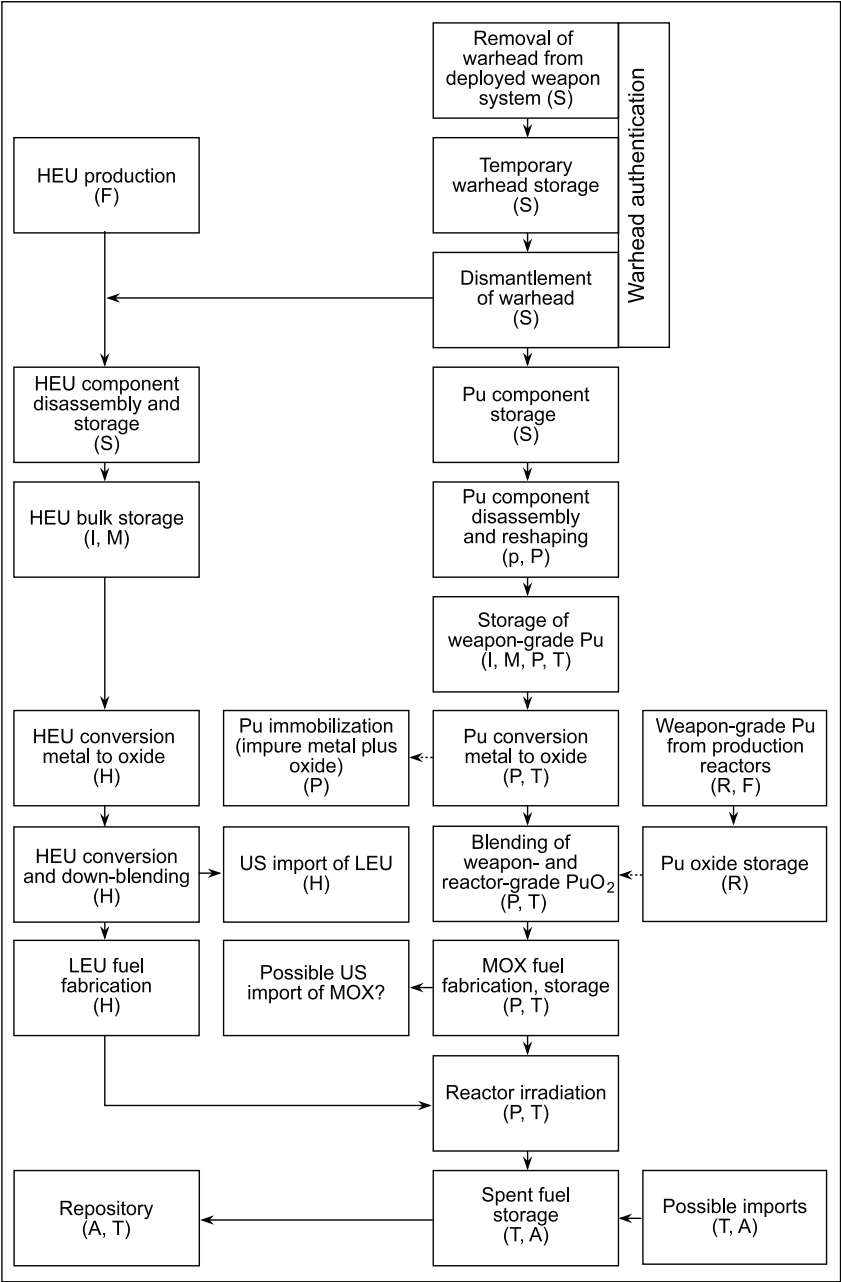 Removal of
warhead from
deployed weapon
system (S)
Warhead authentication
HEU production
(F)
Temporary
warhead storage
(S)
Dismantlement
of warhead
(S)
HEU component
disassembly and
storage
(S)
Pu component
storage
(S)
HEU bulk storage
(I, M)
Pu component
disassembly
and reshaping
(p, P)
Storage of
weapon-grade Pu
(I, M, P, T)
HEU conversion
metal to oxide
(H)
Pu immobilization
(impure metal plus
oxide)
(P)
Pu conversion
metal to oxide
(P, T)
Weapon-grade Pu
from production
reactors
(R, F)
HEU conversion
and down-blending
(H)
US import of LEU
(H)
Blending of
weapon- and
reactor-grade PuO₂
(P, T)
Pu oxide storage
(R)
LEU fuel
fabrication
(H)
Possible US
import of MOX?
MOX fuel
fabrication, storage
(P, T)
Reactor irradiation
(P, T)
Repository
(A, T)
Spent fuel
storage
(T, A)
Possible imports
(T, A)